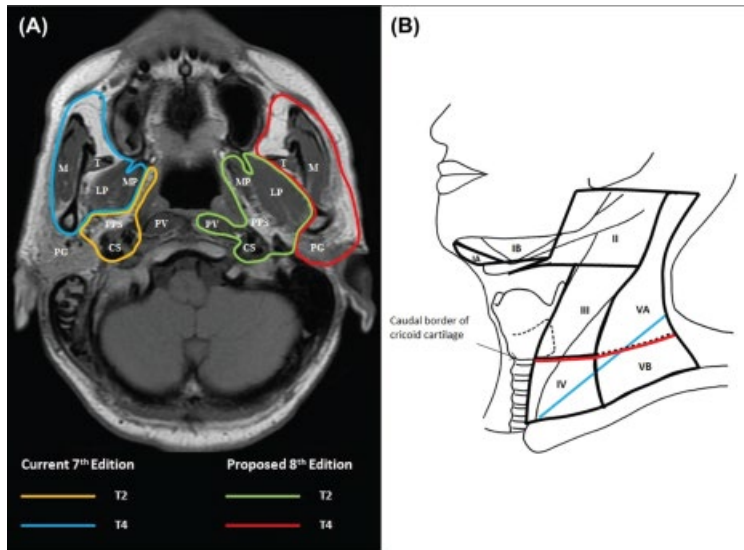 (A)
M
T
MP
LP
PPS
CS
PG
PV
MP
T
M
LP
PV
PPS
CS
PG
Current 7th Edition
Proposed 8th Edition
T2
T2
T4
T4
(B)
IA
IB
II
III
VA
Caudal border of
cricoid cartilage
IV
VB